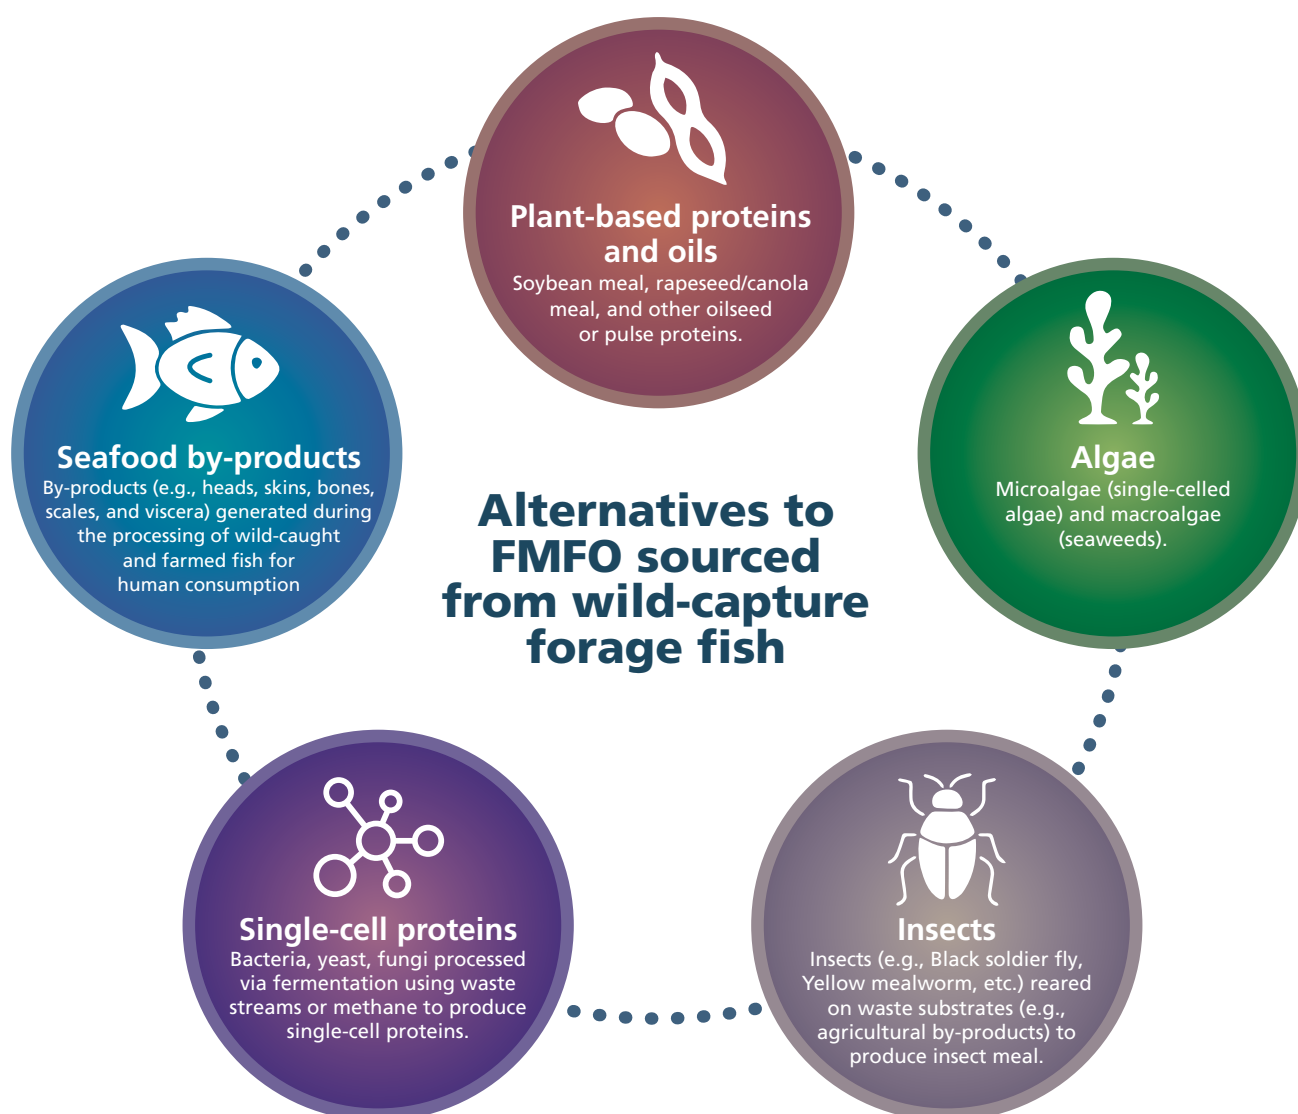 Plant-based proteins
and oils
Soybean meal, rapeseed/canola
meal, and other oilseed
or pulse proteins.
Seafood by-products
By-products (e.g., heads, skins, bones,
scales, and viscera) generated during
the processing of wild-caught
and farmed fish for
human consumption
Algae
Microalgae (single-celled
algae) and macroalgae
(seaweeds).
Alternatives to
FMFO sourced
from wild-capture
forage fish
Single-cell proteins
Bacteria, yeast, fungi processed
via fermentation using waste
streams or methane to produce
single-cell proteins.
Insects
Insects (e.g., Black soldier fly,
Yellow mealworm, etc.) reared
on waste substrates (e.g.,
agricultural by-products) to
produce insect meal.